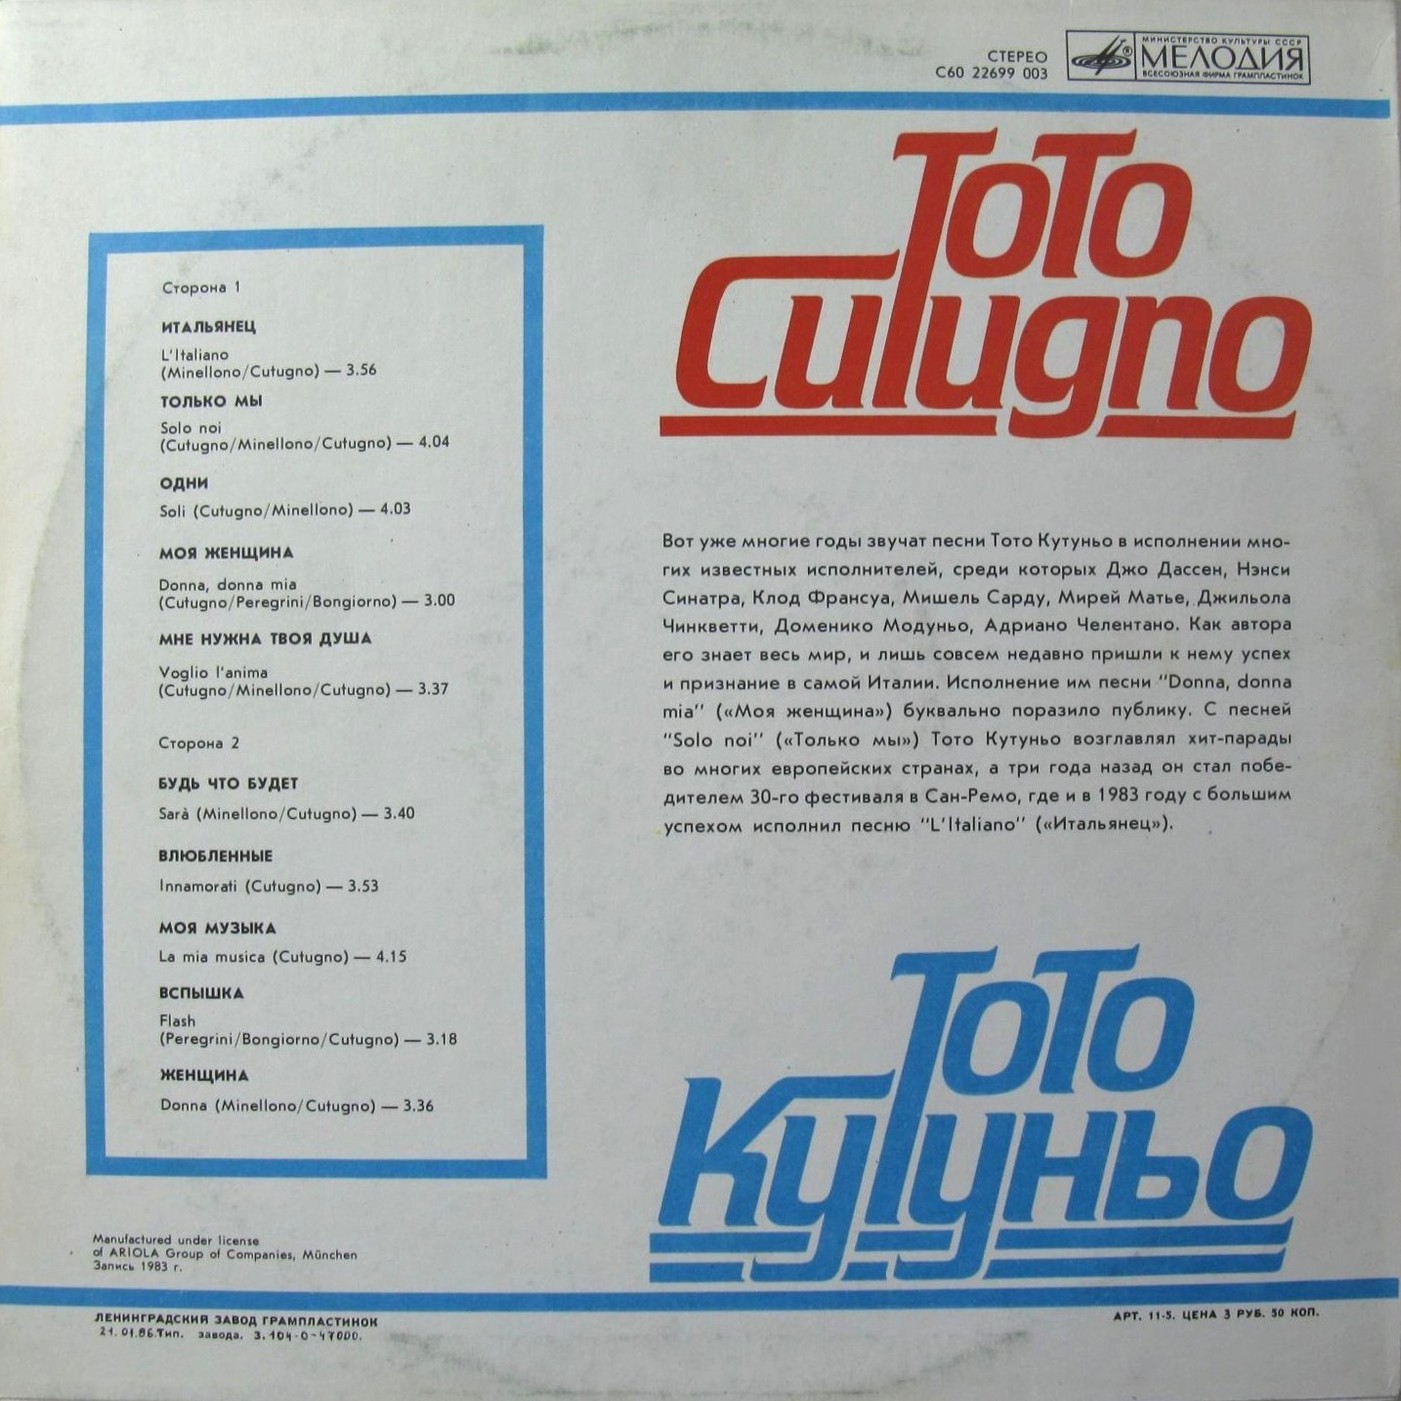 СТЕРЕО
С60 22699 003
МИНИСТЕРСТВО КУЛЬТУРЫ СССР
МЕЛОДИЯ
ВСЕСОЮЗНАЯ ФИРМА ГРАМПЛАСТИНОК
ToTo
Cutugno
Сторона 1
ИТАЛЬЯНЕЦ
L'Italiano
(Minellono/Cutugno) — 3.56
ТОЛЬКО МЫ
Solo noi
(Cutugno/Minellono/Cutugno) — 4.04
ОДНИ
Soli (Cutugno/Minellono) — 4.03
МОЯ ЖЕНЩИНА
Donna, donna mia
(Cutugno/Peregrini/Bongiorno) — 3.00
МНЕ НУЖНА ТВОЯ ДУША
Voglio l'anima
(Cutugno/Minellono/Cutugno) — 3.37
Сторона 2
БУДЬ ЧТО БУДЕТ
Sarà (Minellono/Cutugno) — 3.40
ВЛЮБЛЕННЫЕ
Innamorati (Cutugno) — 3.53
МОЯ МУЗЫКА
La mia musica (Cutugno) — 4.15
ВСПЫШКА
Flash
(Peregrini/Bongiorno/Cutugno) — 3.18
ЖЕНЩИНА
Donna (Minellono/Cutugno) — 3.36
Вот уже многие годы звучат песни Тото Кутуньо в исполнении мно-
гих известных исполнителей, среди которых Джо Дассен, Нэнси
Синатра, Клод Франсуа, Мишель Сарду, Мирей Матье, Джильола
Чинкветти, Доменико Модуньо, Адриано Челентано. Как автора
его знает весь мир, и лишь совсем недавно пришли к нему успех
и признание в самой Италии. Исполнение им песни "Donna, donna
mia" («Моя женщина») буквально поразило публику. С песней
"Solo noi" («Только мы») Тото Кутуньо возглавлял хит-парады
во многих европейских странах, а три года назад он стал побе-
дителем 30-го фестиваля в Сан-Ремо, где и в 1983 году с большим
успехом исполнил песню "L'Italiano" («Итальянец»).
ТоТо
Кутуньо
Manufactured under license
of ARIOLA Group of Companies, München
Запись 1983 г.
ЛЕНИНГРАДСКИЙ ЗАВОД ГРАМПЛАСТИНОК
21.01.86.Тип. завода. З.104-0-47000.
АРТ. 11-5. ЦЕНА 3 РУБ. 50 КОП.